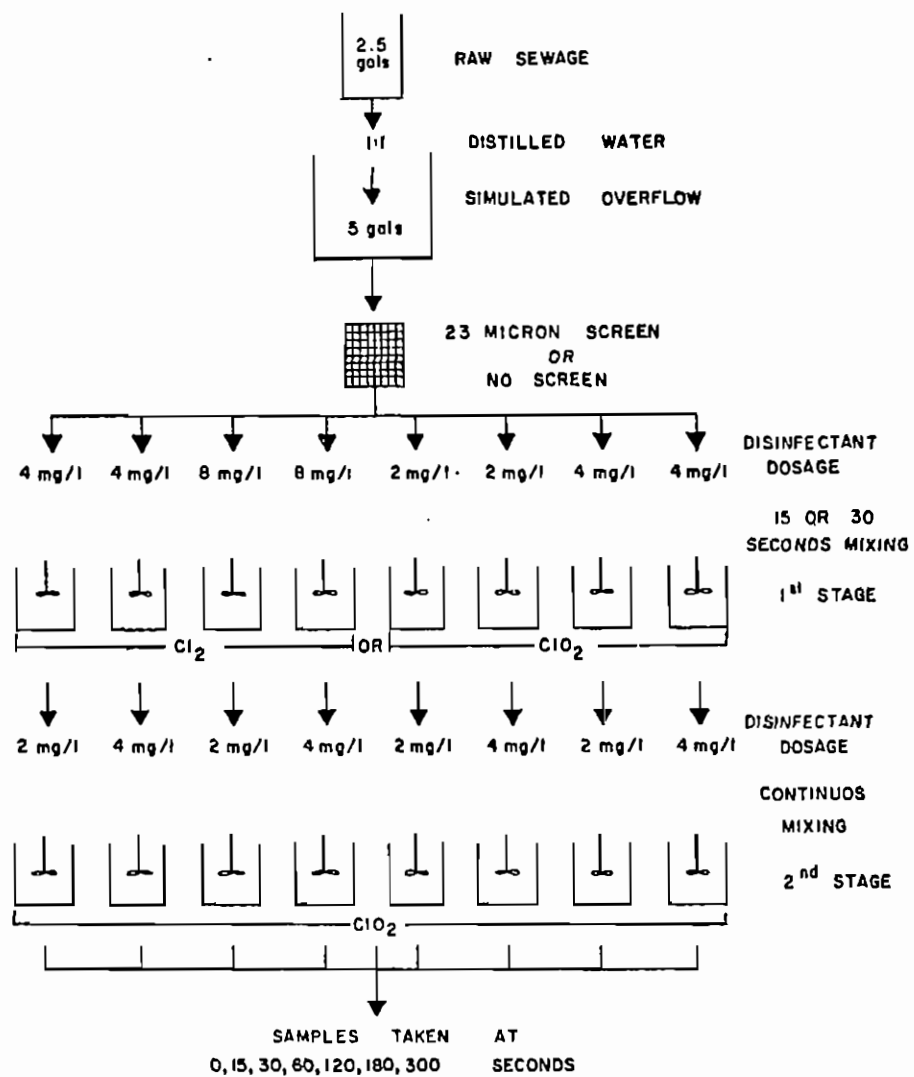 2.5
gals
RAW SEWAGE
1:1
DISTILLED WATER
SIMULATED OVERFLOW
5 gals
23 MICRON SCREEN
OR
NO SCREEN
4 mg/l 4 mg/l 8 mg/l 8 mg/l 2 mg/l 2 mg/l 4 mg/l 4 mg/l
DISINFECTANT
DOSAGE
15 OR 30
SECONDS MIXING
1st STAGE
Cl2 OR ClO2
2 mg/l 4 mg/l 2 mg/l 4 mg/l 2 mg/l 4 mg/l 2 mg/l 4 mg/l
DISINFECTANT
DOSAGE
CONTINUOS
MIXING
2nd STAGE
ClO2
SAMPLES TAKEN AT
0, 15, 30, 60, 120, 180, 300 SECONDS